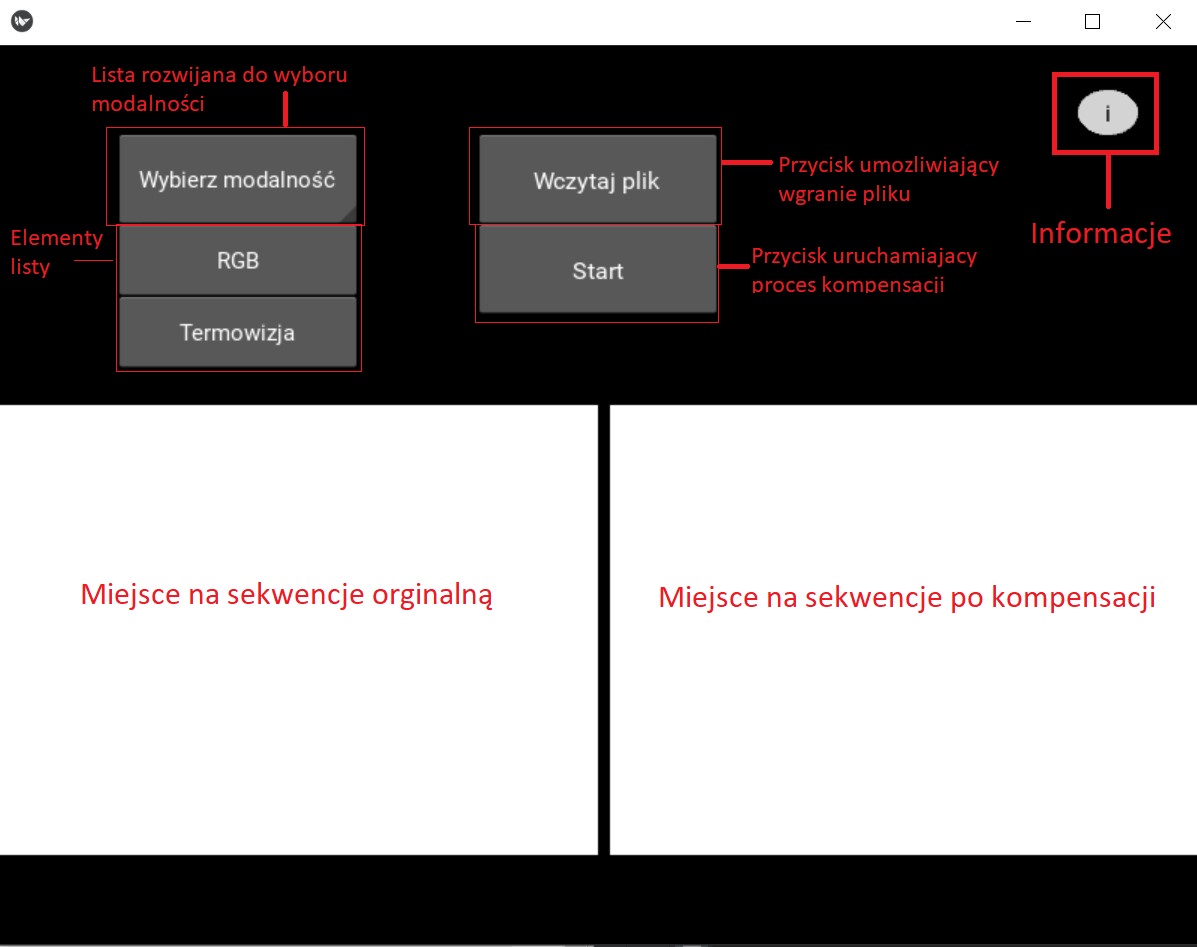 Lista rozwijana do wyboru
modalności
Wybierz modalność
Elementy
listy
RGB
Termowizja
Wczytaj plik
Przycisk umozliwiający
wgranie pliku
Start
Przycisk uruchamiajacy
proces kompensacji
i
Informacje
Miejsce na sekwencje orginalną
Miejsce na sekwencje po kompensacji